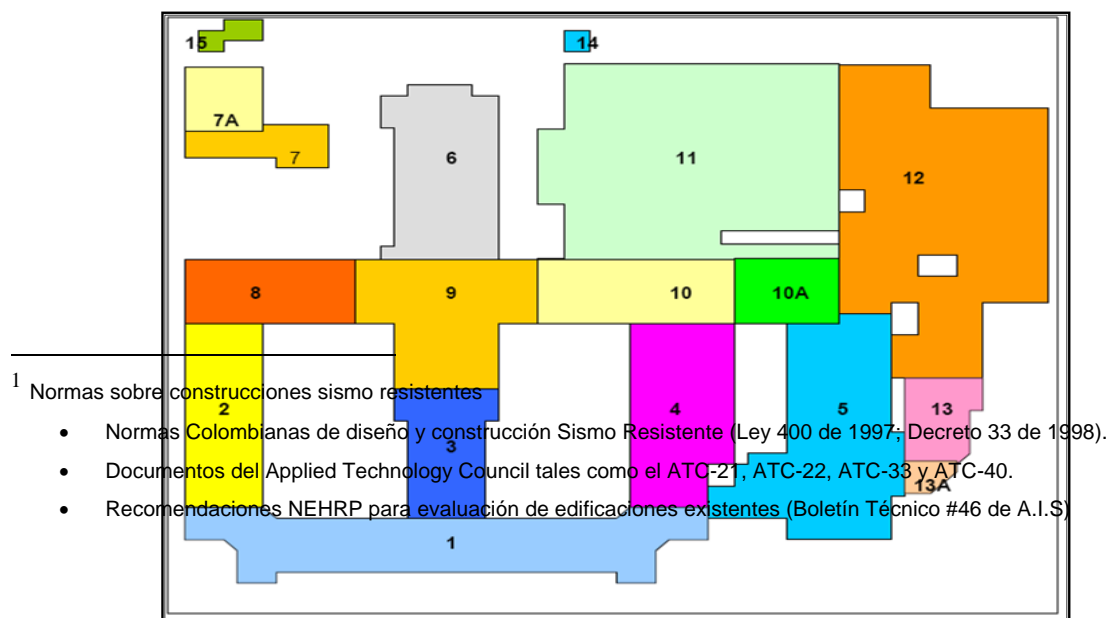 15
14
7A
7
6
11
12
8
9
10
10A
1 Normas sobre construcciones sismo resistentes
2
3
4
5
13
• Normas Colombianas de diseño y construcción Sismo Resistente (Ley 400 de 1997; Decreto 33 de 1998).
• Documentos del Applied Technology Council tales como el ATC-21, ATC-22, ATC-33 y ATC-40.
13A
• Recomendaciones NEHRP para evaluación de edificaciones existentes (Boletín Técnico #46 de A.I.S)
1